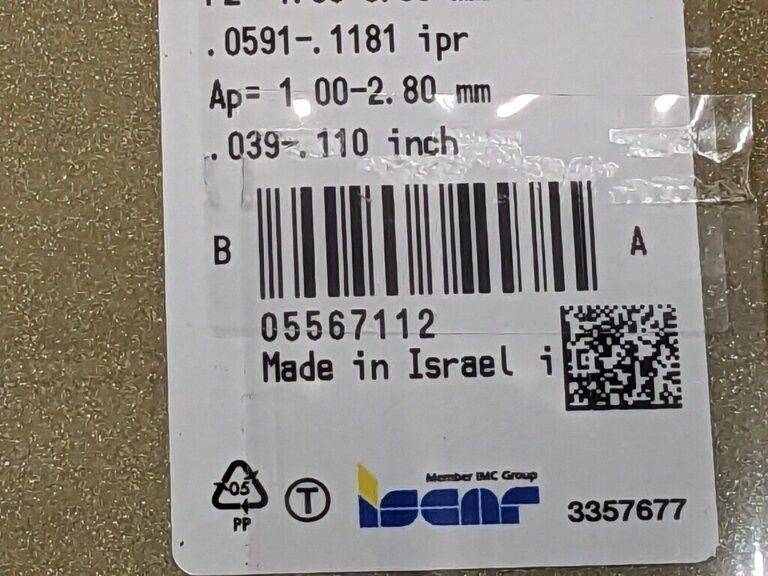 .0591-.1181 ipr
Ap= 1.00-2.80 mm
.039-.110 inch
B A
05567112
Made in Israel i
05
PP
T
Member IMC Group
iscar
3357677